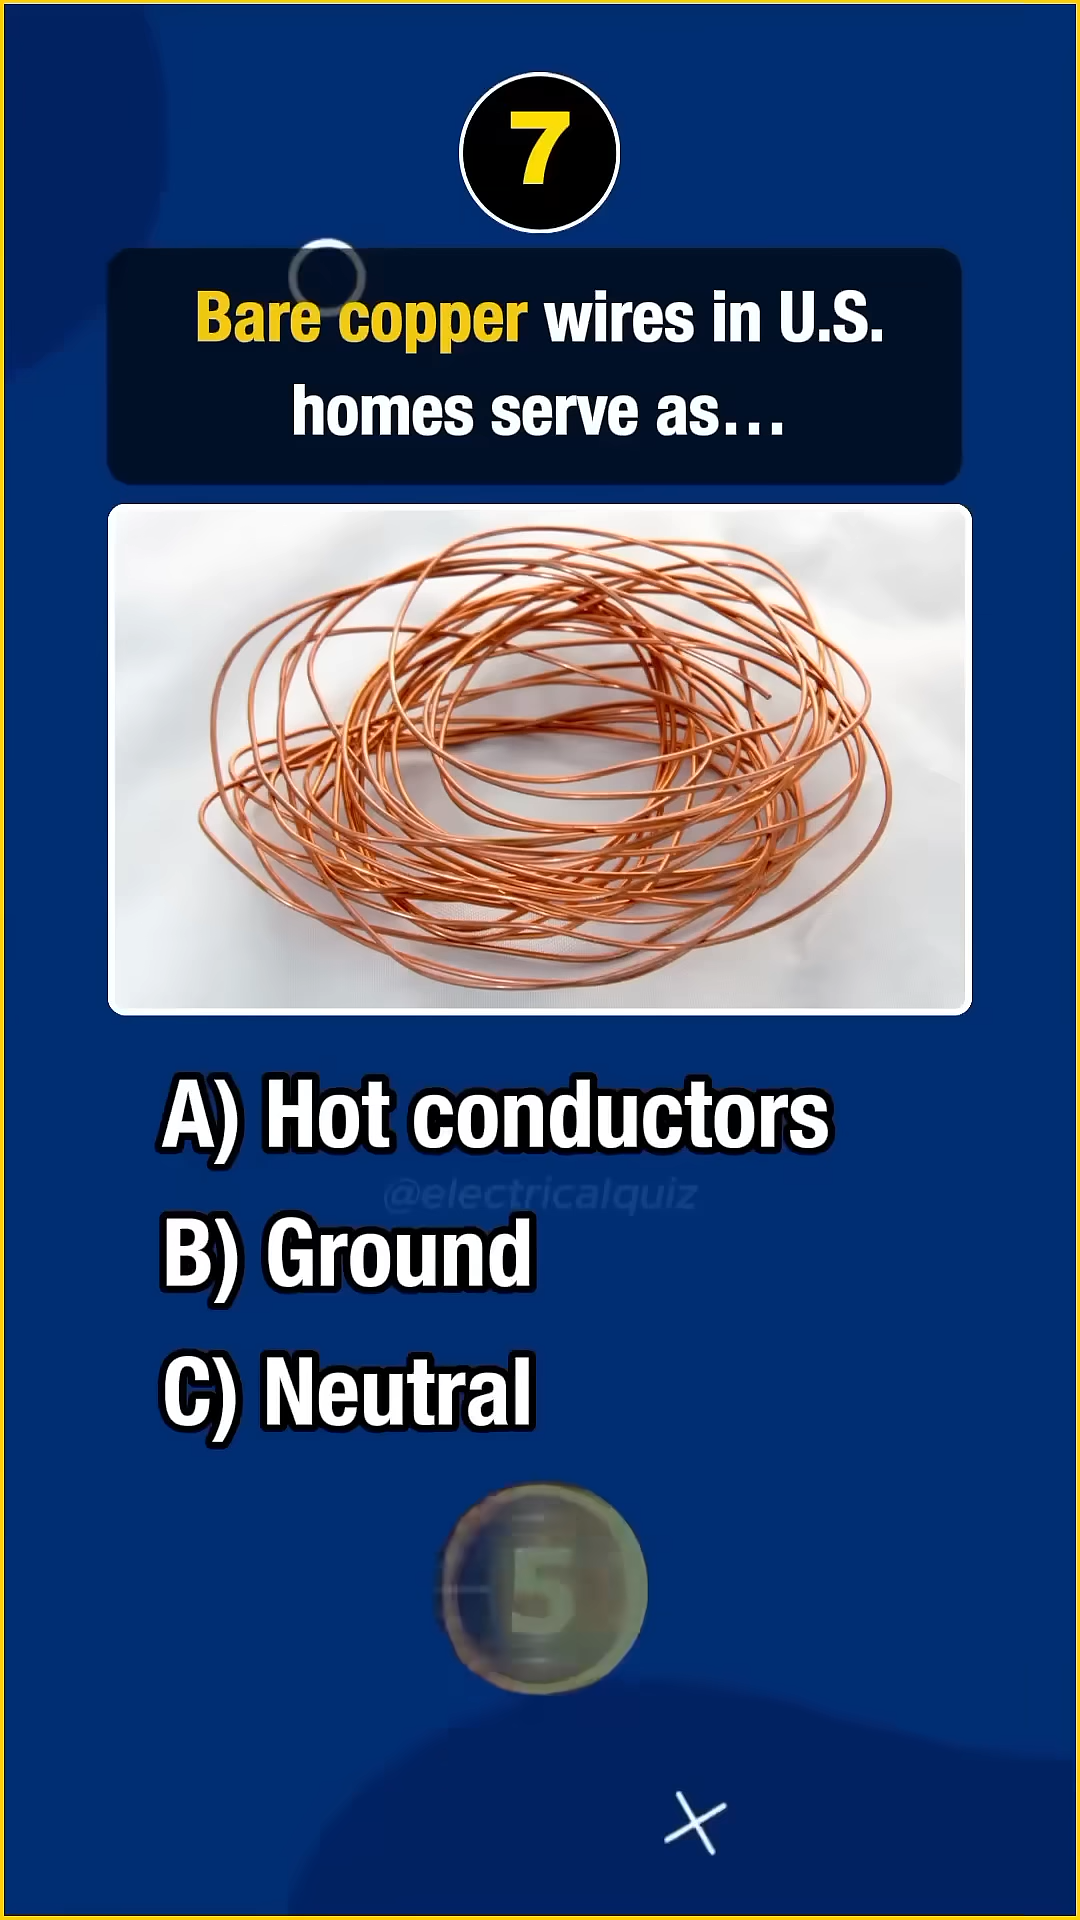 7
Bare copper wires in U.S.
homes serve as...
A) Hot conductors
@electricalquiz
B) Ground
C) Neutral
5